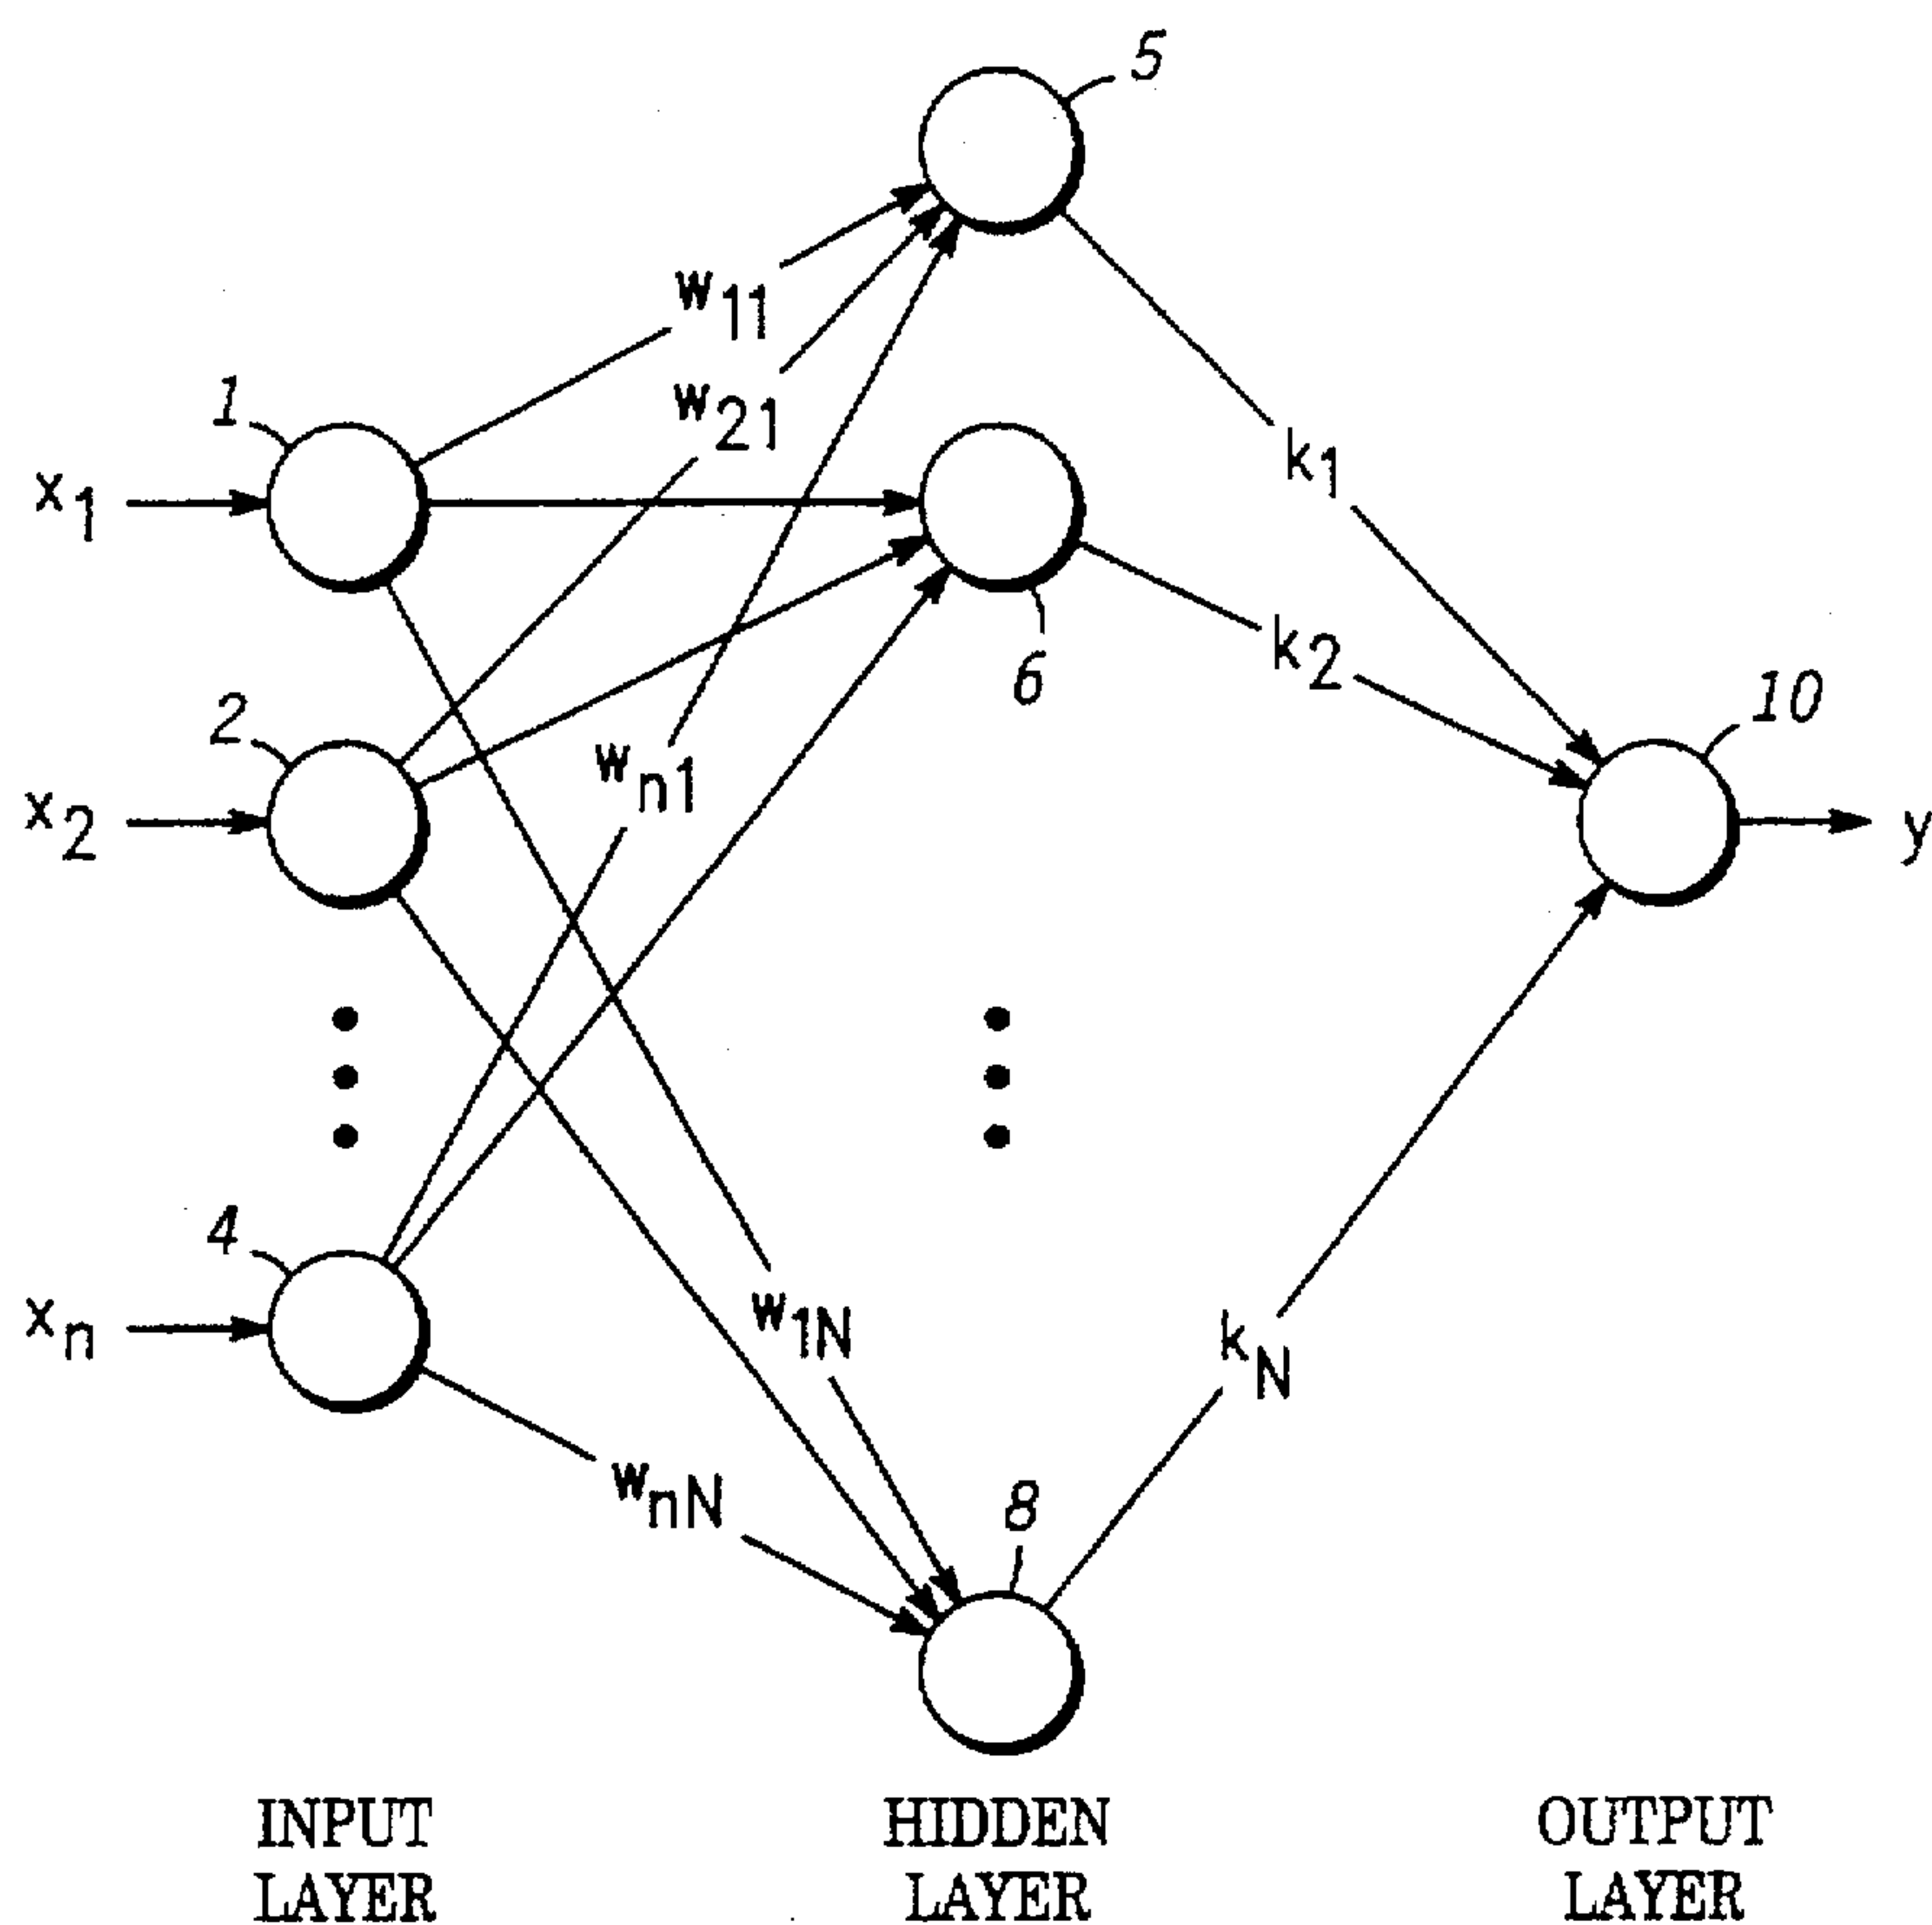 5
w11
1
w21
x1
k1
6
k2
10
2
wn1
x2
y
4
xn
w1N
kN
wnN
8
INPUT
LAYER
HIDDEN
LAYER
OUTPUT
LAYER